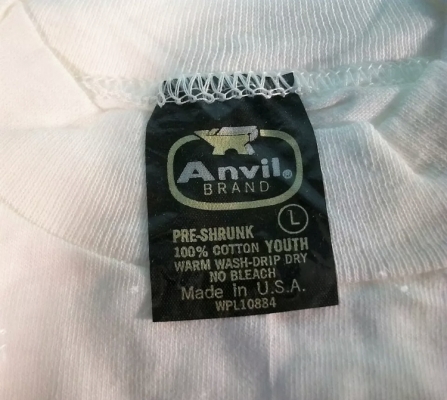 Anvil®
BRAND
L
PRE-SHRUNK
100% COTTON YOUTH
WARM WASH-DRIP DRY
NO BLEACH
Made In U.S.A.
WPL10884